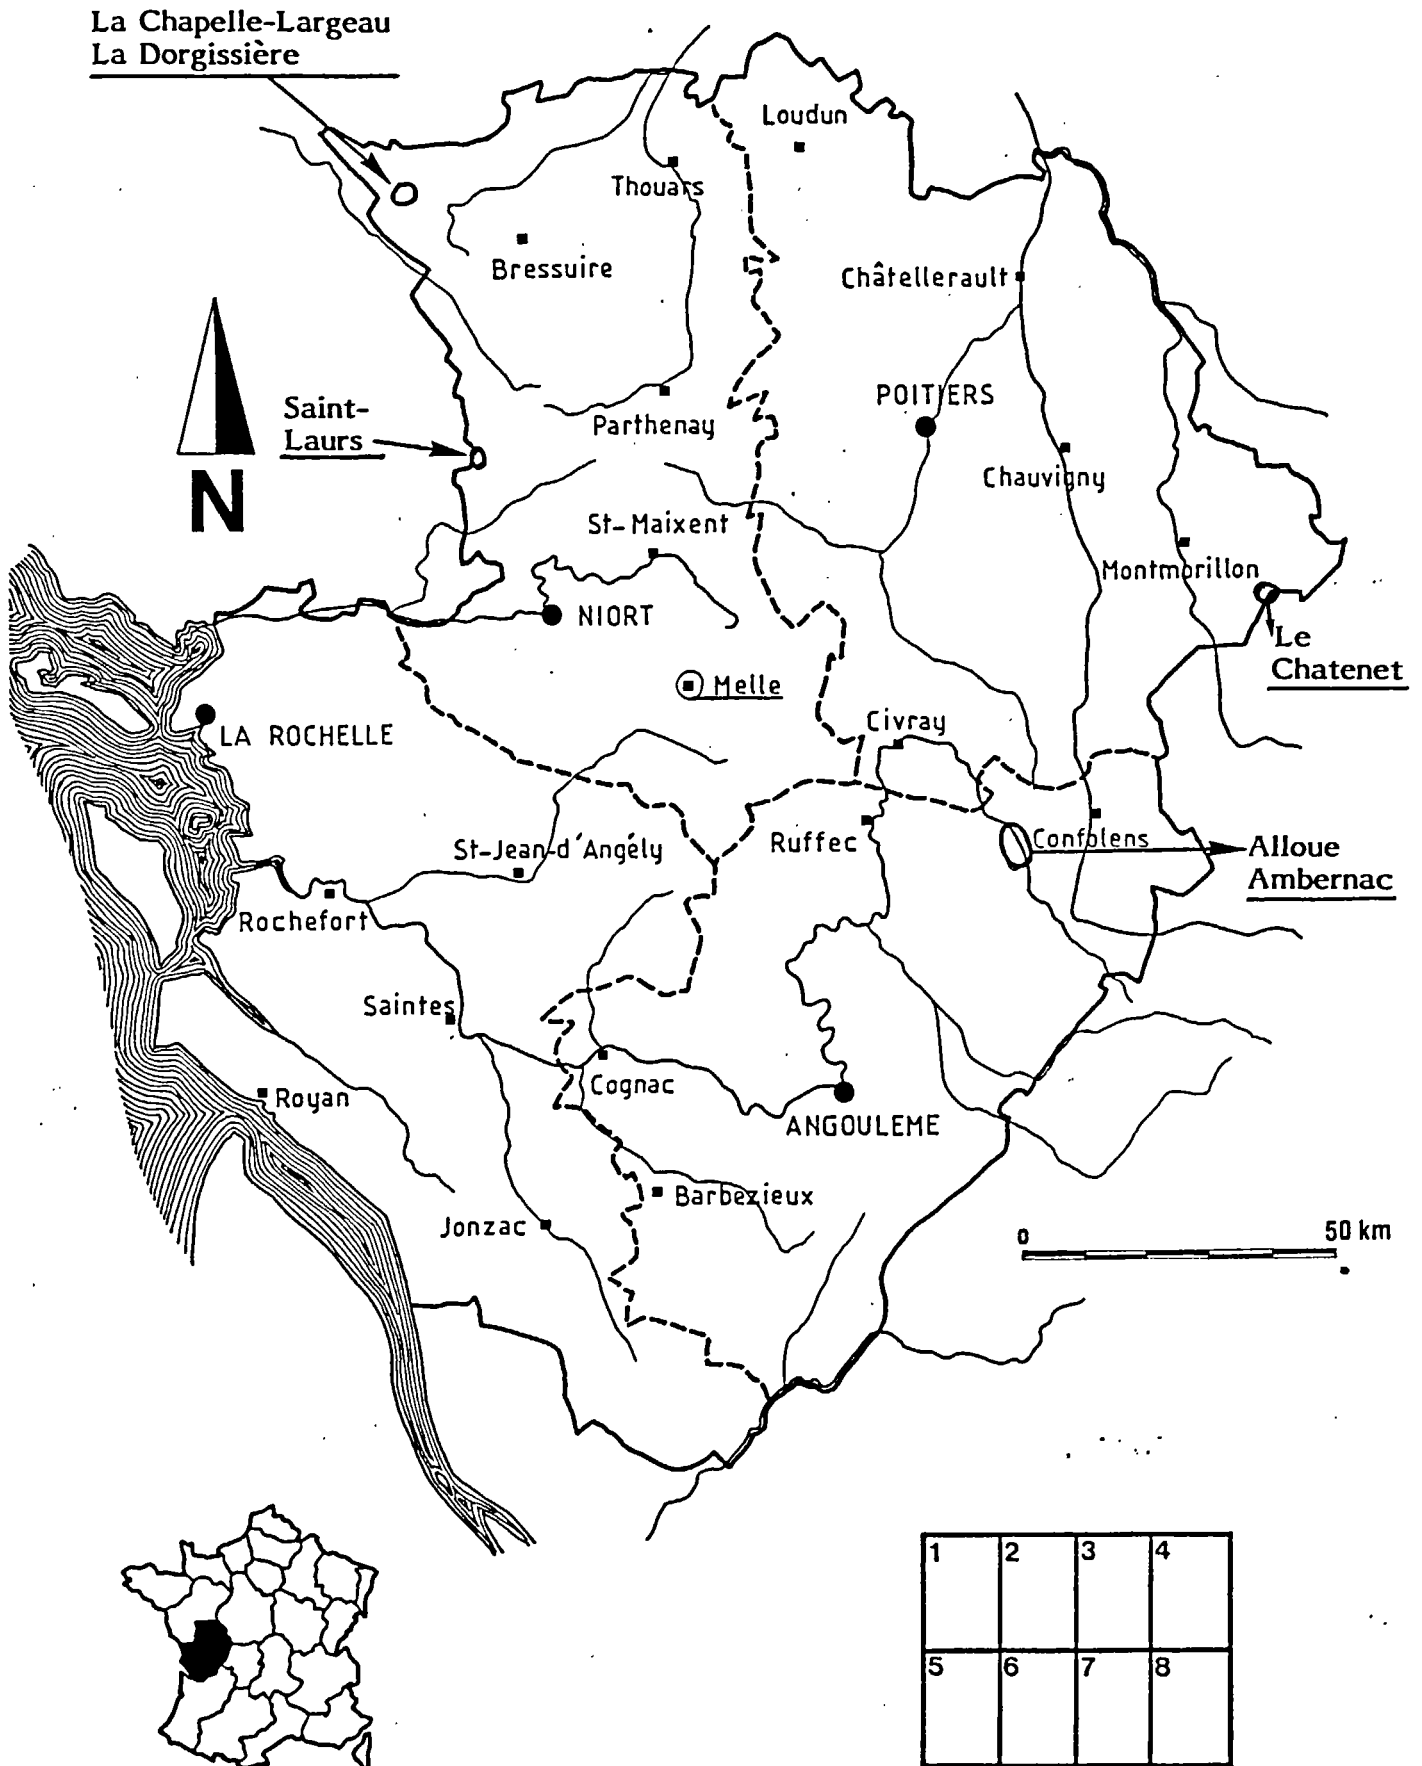 La Chapelle-Largeau
La Dorgissière
Loudun
Thouars
Bressuire
Châtellerault
Saint-
Laurs
POITIERS
Parthenay
Chauvigny
N
St-Maixent
Montmorillon
NIORT
Le
Chatenet
Melle
LA ROCHELLE
Civray
St-Jean-d'Angély
Ruffec
Confolens
Alloue
Ambernac
Rochefort
Saintes
Cognac
Royan
ANGOULEME
Barbezieux
Jonzac
0 50 km
1 2 3 4
5 6 7 8